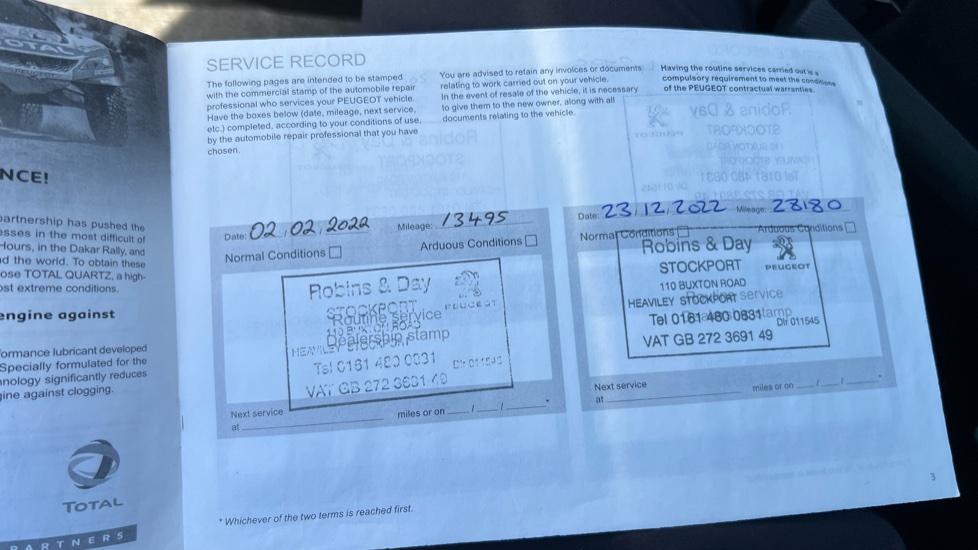 TOTAL
NCE!
partnership has pushed the
esses in the most difficult of
Hours, in the Dakar Rally, and
d the world. To obtain these
ose TOTAL QUARTZ, a high-
ost extreme conditions.
engine against
formance lubricant developed
Specially formulated for the
nology significantly reduces
gine against clogging.
TOTAL
PARTNERS
SERVICE RECORD
The following pages are intended to be stamped
with the commercial stamp of the automobile repair
professional who services your PEUGEOT vehicle.
Have the boxes below (date, mileage, next service,
etc.) completed, according to your conditions of use,
by the automobile repair professional that you have
chosen.
You are advised to retain any invoices or documents
relating to work carried out on your vehicle.
In the event of resale of the vehicle, it is necessary
to give them to the new owner, along with all
documents relating to the vehicle.
Having the routine services carried out is a
compulsory requirement to meet the conditions
of the PEUGEOT contractual warranties.
Date: 02,02,2022 Mileage: 13495
Normal Conditions Arduous Conditions
Robins & Day
PEUGEOT
STOCKPORT
Routine service
110 BUXTON ROAD
Dealership stamp
HEAVILEY STOCKPORT
Tel 0161 480 0831 Dlr 011545
VAT GB 272 3691 49
Next service
at miles or on / / *
Date: 23,12,2022 Mileage: 28180
Normal Conditions Arduous Conditions
Robins & Day
STOCKPORT PEUGEOT
110 BUXTON ROAD
HEAVILEY STOCKPORT service
Tel 0161 480 0831 stamp Dlr 011545
VAT GB 272 3691 49
Next service
at miles or on / / *
* Whichever of the two terms is reached first.
3